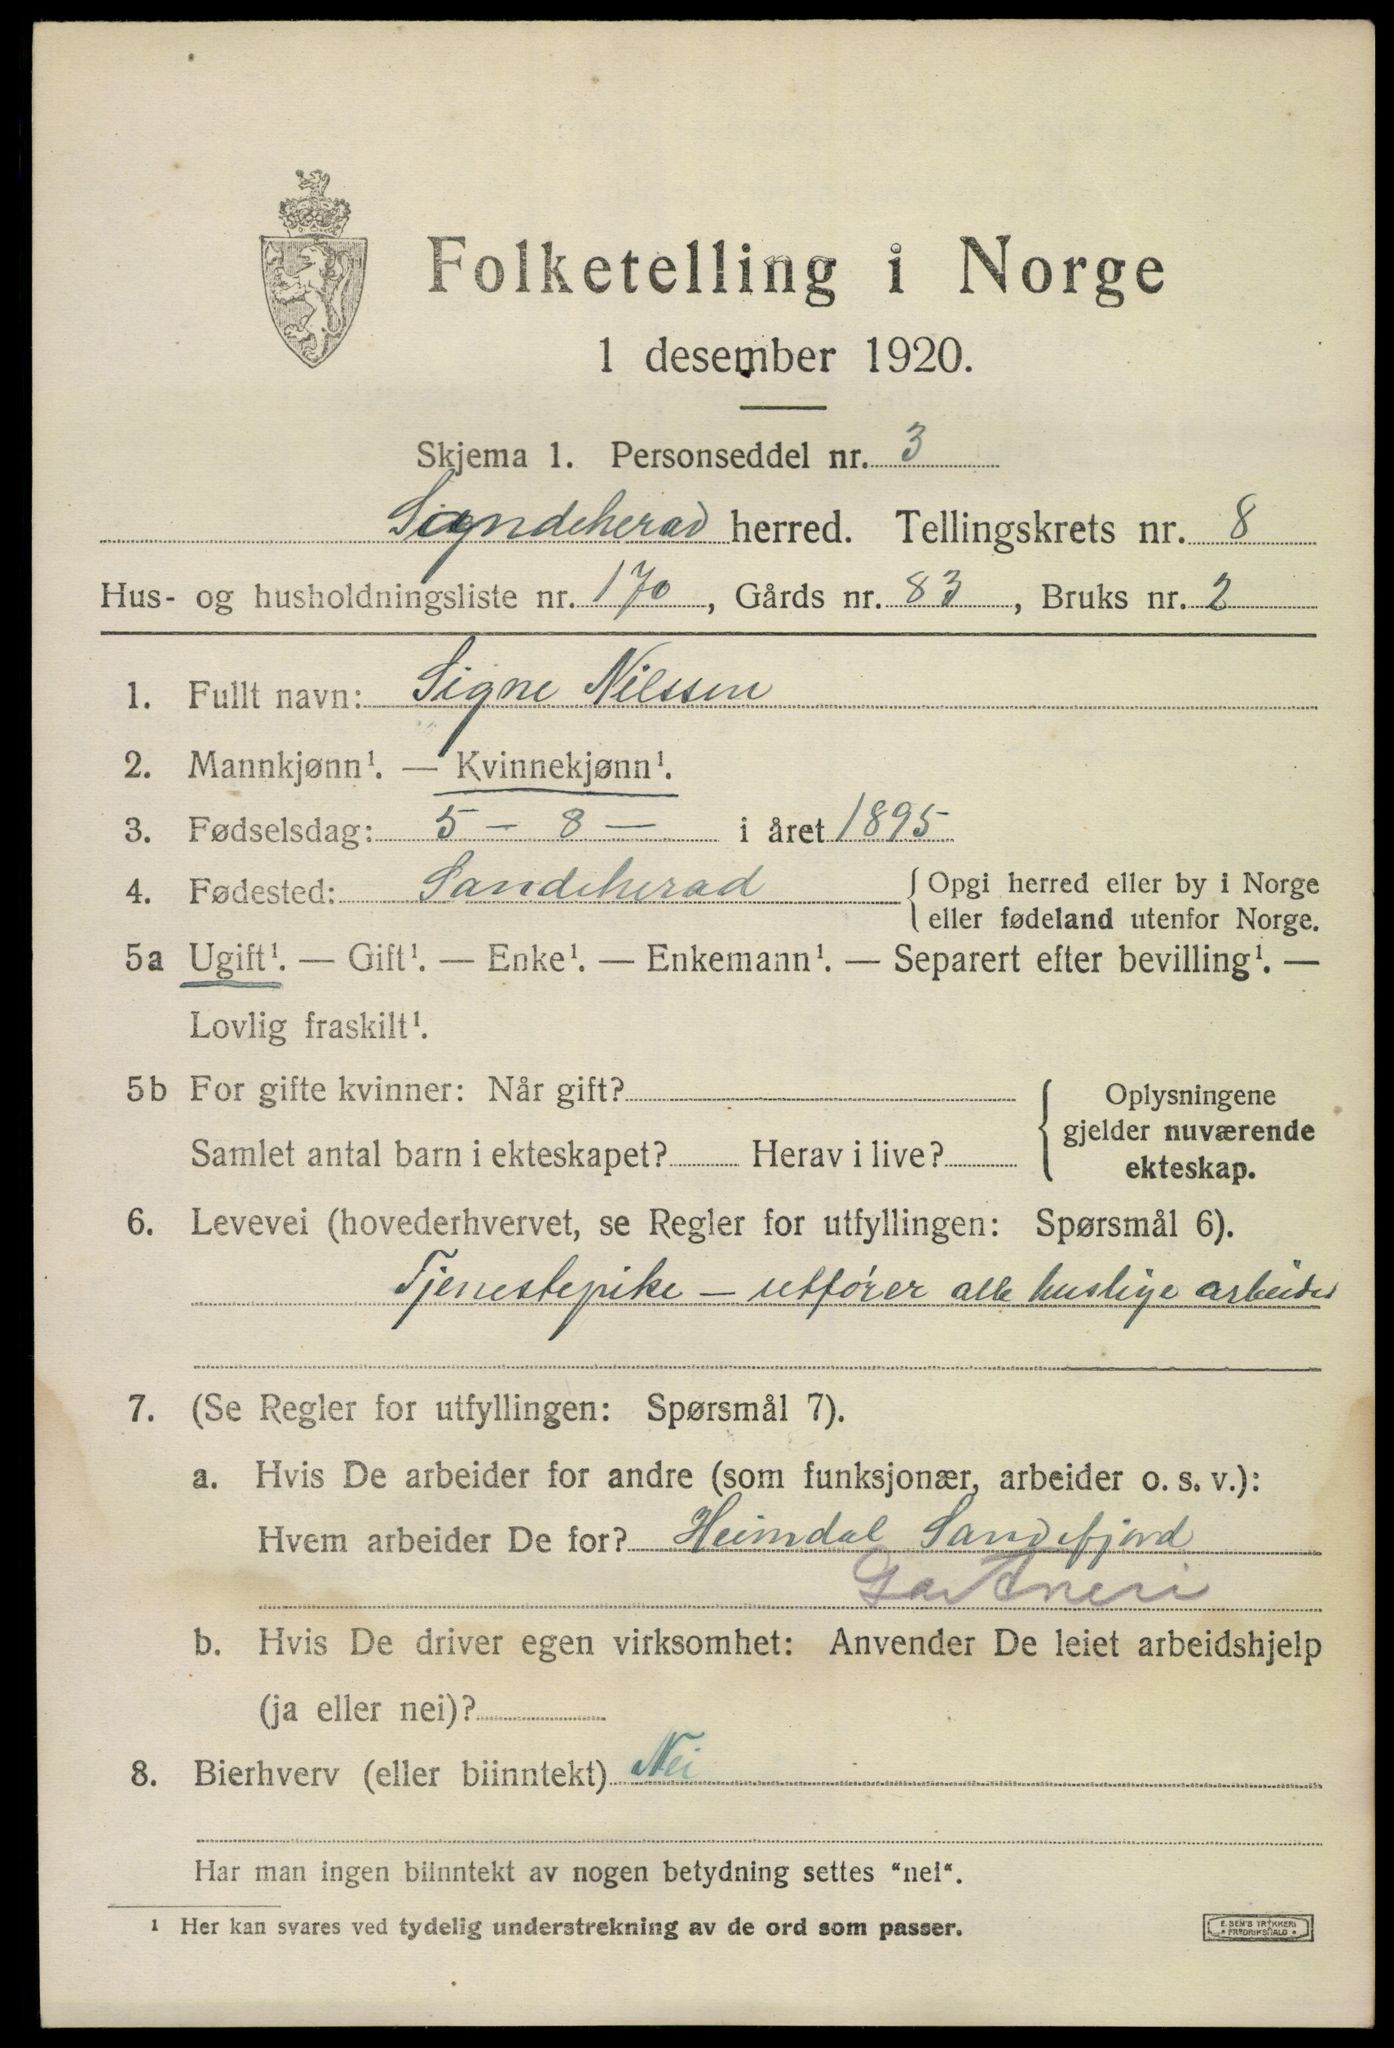 Folketelling i Norge
1 desember 1920.
Skjema 1. Personseddel nr. 3
Sandeherad herred. Tellingskrets nr. 8
Hus- og husholdningsliste nr. 170, Gårds nr. 83, Bruks nr. 2
1. Fullt navn: Signe Nilssen
2. Mannkjønn¹. — Kvinnekjønn¹.
3. Fødselsdag: 5 - 8 - i året 1895
4. Fødested: Sandeherad { Opgi herred eller by i Norge
eller fødeland utenfor Norge.
5a Ugift¹. — Gift¹. — Enke¹. — Enkemann¹. — Separert efter bevilling¹. —
Lovlig fraskilt¹.
5b For gifte kvinner: Når gift?
Samlet antal barn i ekteskapet? Herav i live?
Oplysningene
gjelder nuværende
ekteskap.
6. Levevei (hovederhvervet, se Regler for utfyllingen: Spørsmål 6).
Tjenestepike — utfører alle huslige arbeider
7. (Se Regler for utfyllingen: Spørsmål 7).
a. Hvis De arbeider for andre (som funksjonær, arbeider o. s. v.):
Hvem arbeider De for? Heimdal Sandefjord
Gartneri
b. Hvis De driver egen virksomhet: Anvender De leiet arbeidshjelp
(ja eller nei)?
8. Bierhverv (eller biinntekt) Nei
Har man ingen biinntekt av nogen betydning settes "nei".
¹ Her kan svares ved tydelig understrekning av de ord som passer.